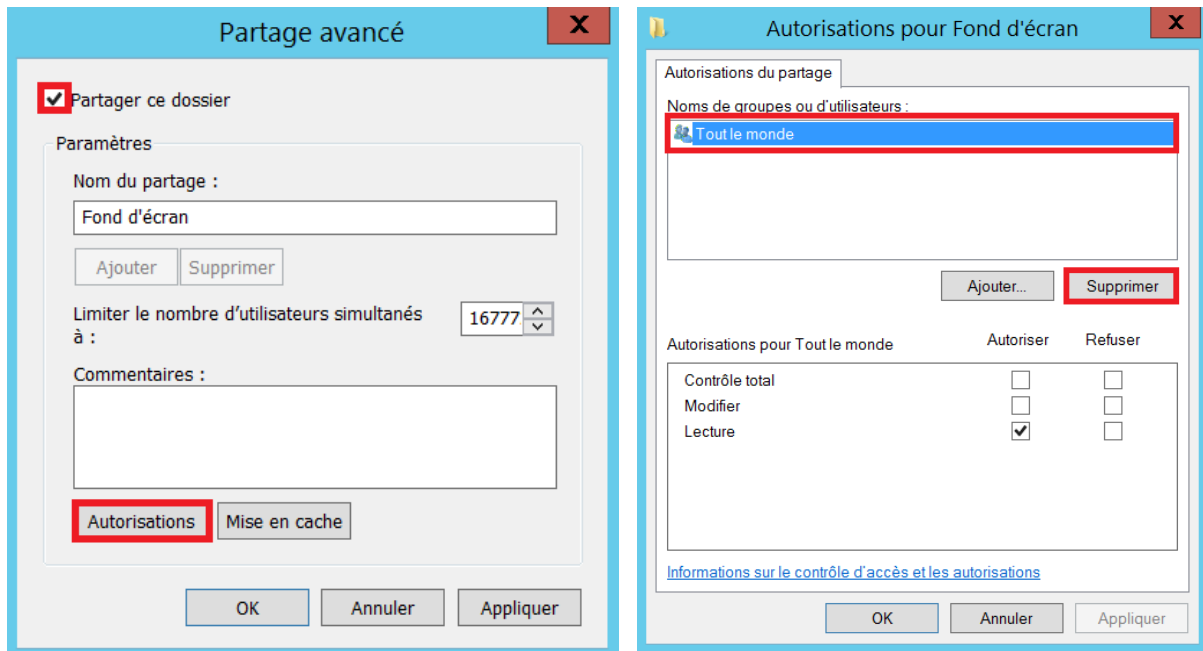 Partage avancé
X
Partager ce dossier
Paramètres
Nom du partage :
Fond d'écran
Ajouter
Supprimer
Limiter le nombre d’utilisateurs simultanés
à :
16777
Commentaires :
Autorisations
Mise en cache
OK
Annuler
Appliquer
Autorisations pour Fond d'écran
X
Autorisations du partage
Noms de groupes ou d'utilisateurs :
Tout le monde
Ajouter...
Supprimer
Autorisations pour Tout le monde
Autoriser
Refuser
Contrôle total
Modifier
Lecture
Informations sur le contrôle d'accès et les autorisations
OK
Annuler
Appliquer